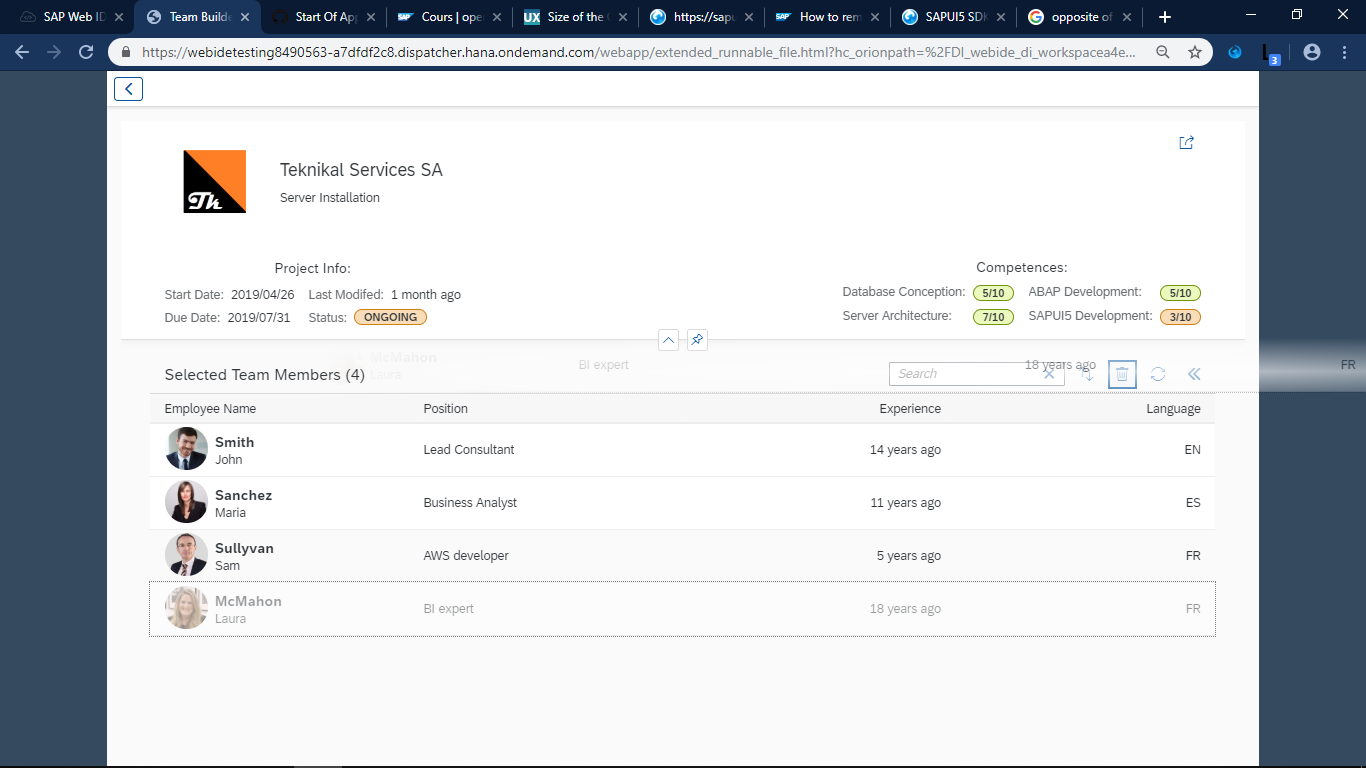 SAP Web ID
Team Builde
Start Of App
Cours | ope
Size of the
https://sapu
How to rem
SAPUI5 SDK
opposite of
https://webidetesting8490563-a7dfdf2c8.dispatcher.hana.ondemand.com/webapp/extended_runnable_file.html?hc_orionpath=%2FDI_webide_di_workspacea4e...
3
Th
Teknikal Services SA
Server Installation
Project Info:
Competences:
Start Date: 2019/04/26 Last Modifed: 1 month ago
Database Conception: 5/10 ABAP Development: 5/10
Due Date: 2019/07/31 Status: ONGOING
Server Architecture: 7/10 SAPUI5 Development: 3/10
McMahon
Laura
BI expert
18 years ago
FR
Selected Team Members (4)
Search
Employee Name Position Experience Language
Smith
John
Lead Consultant 14 years ago EN
Sanchez
Maria
Business Analyst 11 years ago ES
Sullyvan
Sam
AWS developer 5 years ago FR
McMahon
Laura
BI expert 18 years ago FR